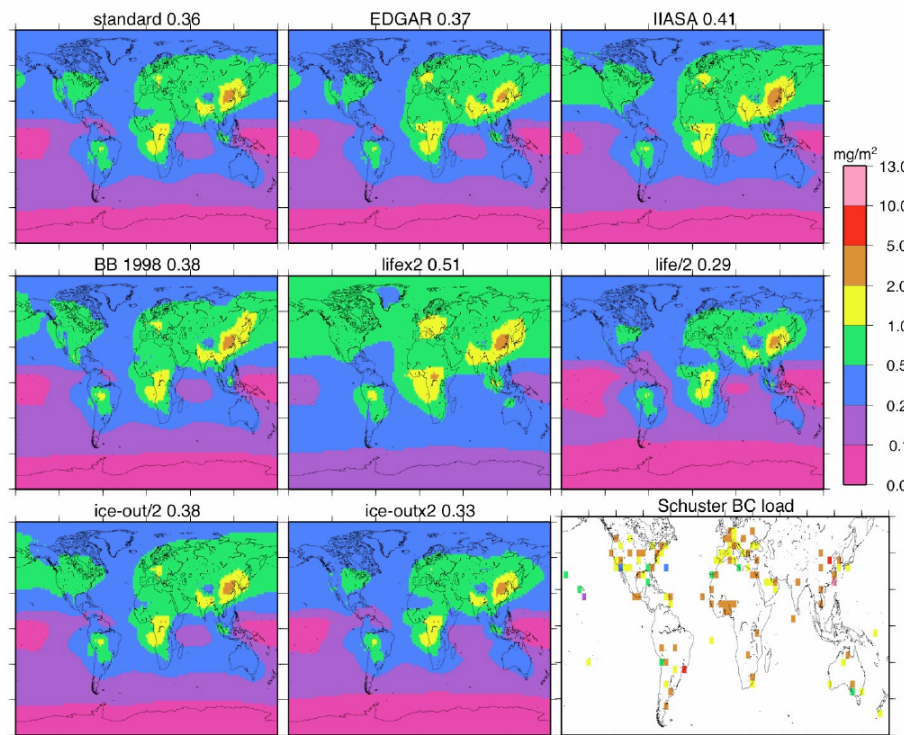 standard 0.36
EDGAR 0.37
IIASA 0.41
mg/m²
13.0
10.0
5.0
2.0
1.0
0.5
0.2
0.1
0.0
BB 1998 0.38
lifex2 0.51
life/2 0.29
ice-out/2 0.38
ice-outx2 0.33
Schuster BC load